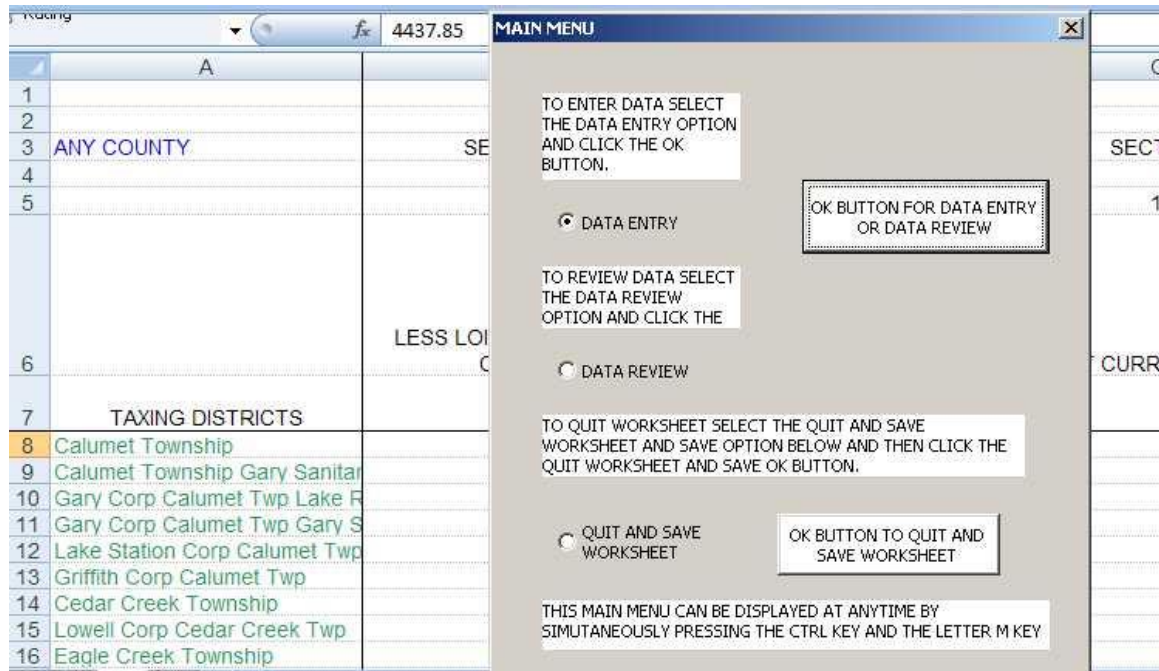 4437.85
MAIN MENU
A
1
2
3 ANY COUNTY SE SECT
4
5 1
LESS LOI
6 C CURR
7 TAXING DISTRICTS
8 Calumet Township
9 Calumet Township Gary Sanitar
10 Gary Corp Calumet Twp Lake R
11 Gary Corp Calumet Twp Gary S
12 Lake Station Corp Calumet Twp
13 Griffith Corp Calumet Twp
14 Cedar Creek Township
15 Lowell Corp Cedar Creek Twp
16 Eagle Creek Township
TO ENTER DATA SELECT
THE DATA ENTRY OPTION
AND CLICK THE OK
BUTTON.
DATA ENTRY
OK BUTTON FOR DATA ENTRY
OR DATA REVIEW
TO REVIEW DATA SELECT
THE DATA REVIEW
OPTION AND CLICK THE
DATA REVIEW
TO QUIT WORKSHEET SELECT THE QUIT AND SAVE
WORKSHEET AND SAVE OPTION BELOW AND THEN CLICK THE
QUIT WORKSHEET AND SAVE OK BUTTON.
QUIT AND SAVE
WORKSHEET
OK BUTTON TO QUIT AND
SAVE WORKSHEET
THIS MAIN MENU CAN BE DISPLAYED AT ANYTIME BY
SIMUTANEOUSLY PRESSING THE CTRL KEY AND THE LETTER M KEY